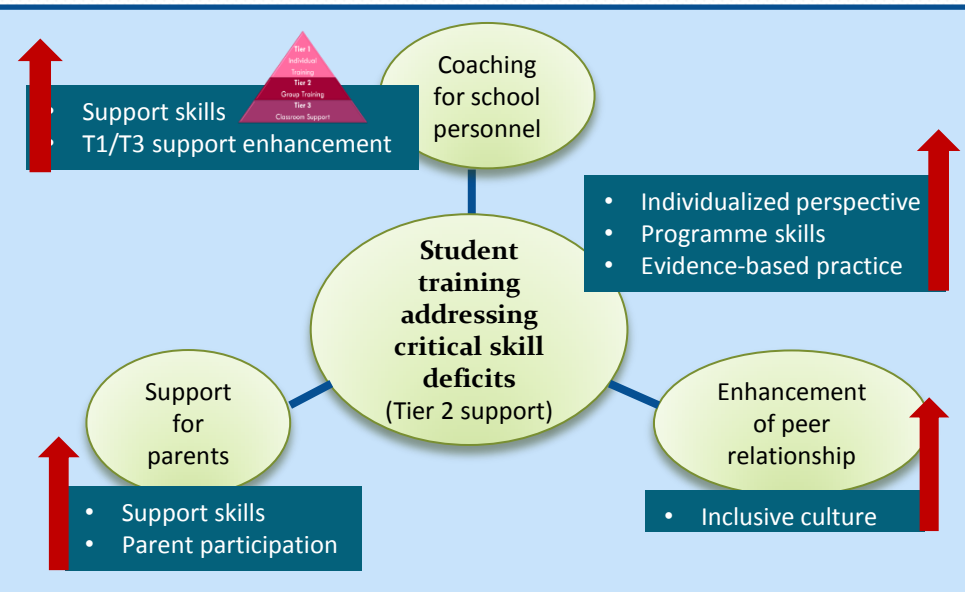 Tier 1
Individual
Training
Tier 2
Group Training
Tier 3
Classroom Support
Coaching
for school
personnel
• Support skills
• T1/T3 support enhancement
• Individualized perspective
• Programme skills
• Evidence-based practice
Student
training
addressing
critical skill
deficits
(Tier 2 support)
Support
for
parents
• Support skills
• Parent participation
Enhancement
of peer
relationship
• Inclusive culture